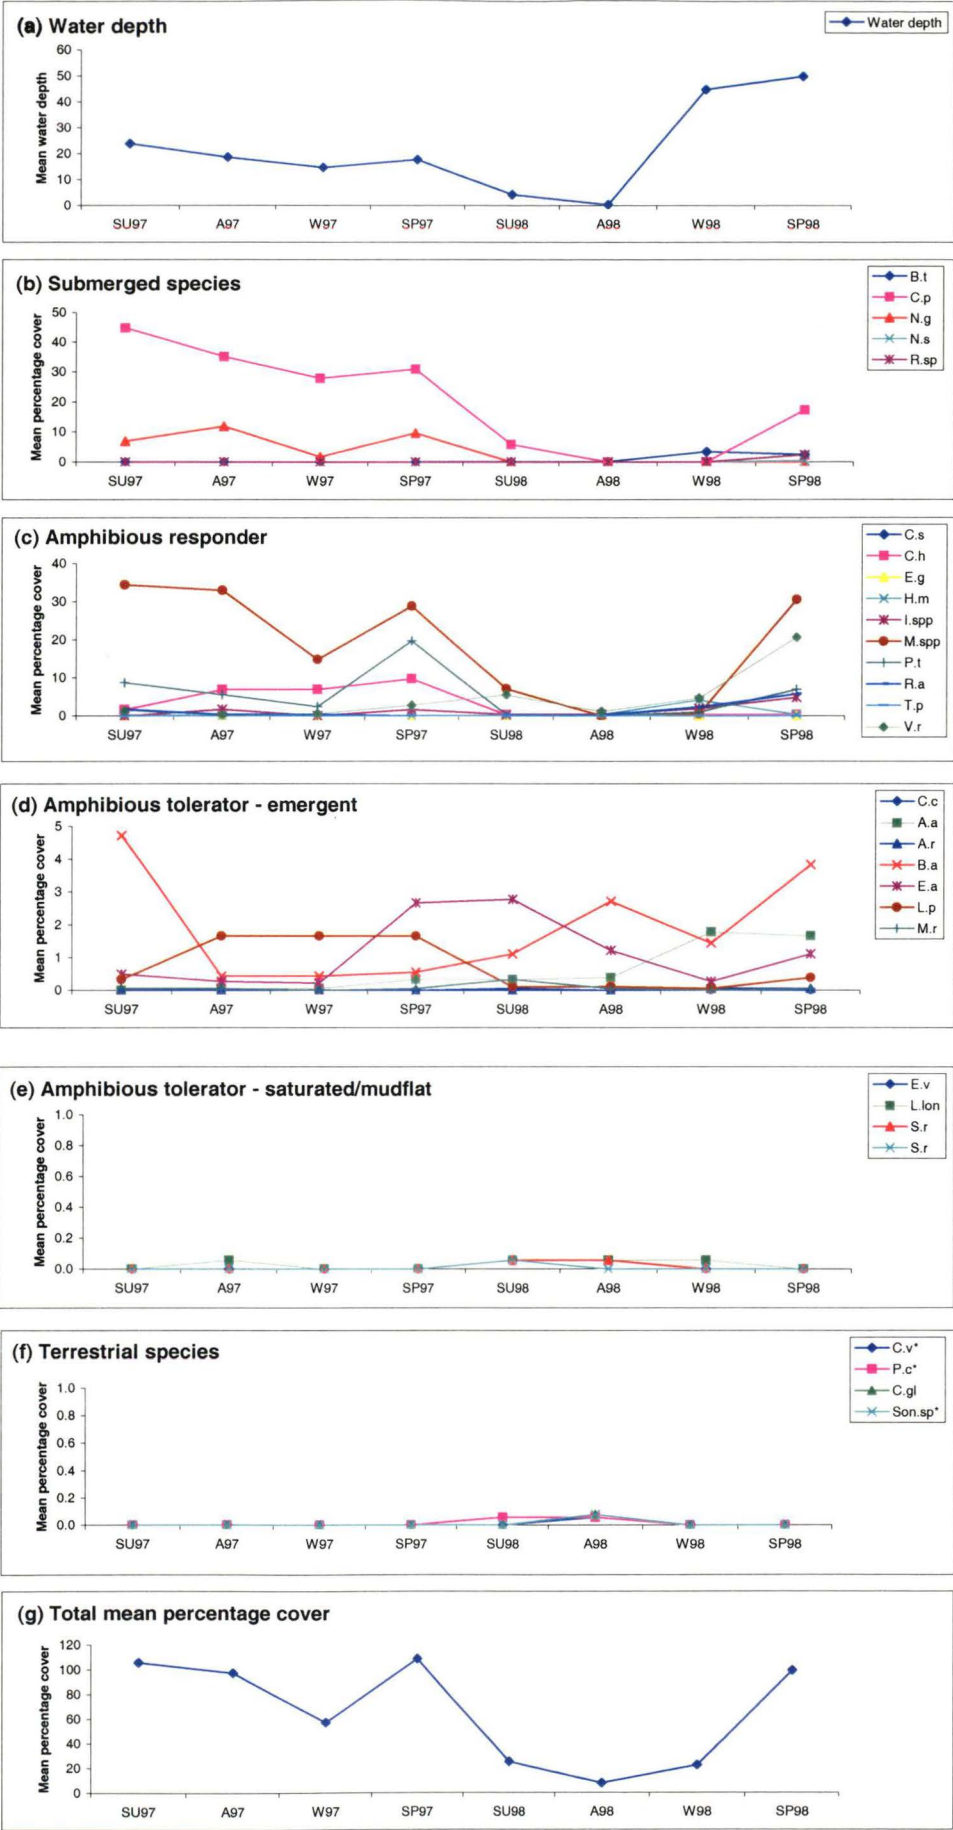 (a) Water depth
Water depth
Mean water depth
60
50
40
30
20
10
0
SU97 A97 W97 SP97 SU98 A98 W98 SP98
(b) Submerged species
B.t
C.p
N.g
N.s
R.sp
Mean percentage cover
50
40
30
20
10
0
SU97 A97 W97 SP97 SU98 A98 W98 SP98
(c) Amphibious responder
C.s
C.h
E.g
H.m
I.spp
M.spp
P.t
R.a
T.p
V.r
Mean percentage cover
40
30
20
10
0
SU97 A97 W97 SP97 SU98 A98 W98 SP98
(d) Amphibious tolerator - emergent
C.c
A.a
A.r
B.a
E.a
L.p
M.r
Mean percentage cover
5
4
3
2
1
0
SU97 A97 W97 SP97 SU98 A98 W98 SP98
(e) Amphibious tolerator - saturated/mudflat
E.v
L.lon
S.r
S.r
Mean percentage cover
1.0
0.8
0.6
0.4
0.2
0.0
SU97 A97 W97 SP97 SU98 A98 W98 SP98
(f) Terrestrial species
C.v*
P.c*
C.gl
Son.sp*
Mean percentage cover
1.0
0.8
0.6
0.4
0.2
0.0
SU97 A97 W97 SP97 SU98 A98 W98 SP98
(g) Total mean percentage cover
Mean percentage cover
120
100
80
60
40
20
0
SU97 A97 W97 SP97 SU98 A98 W98 SP98